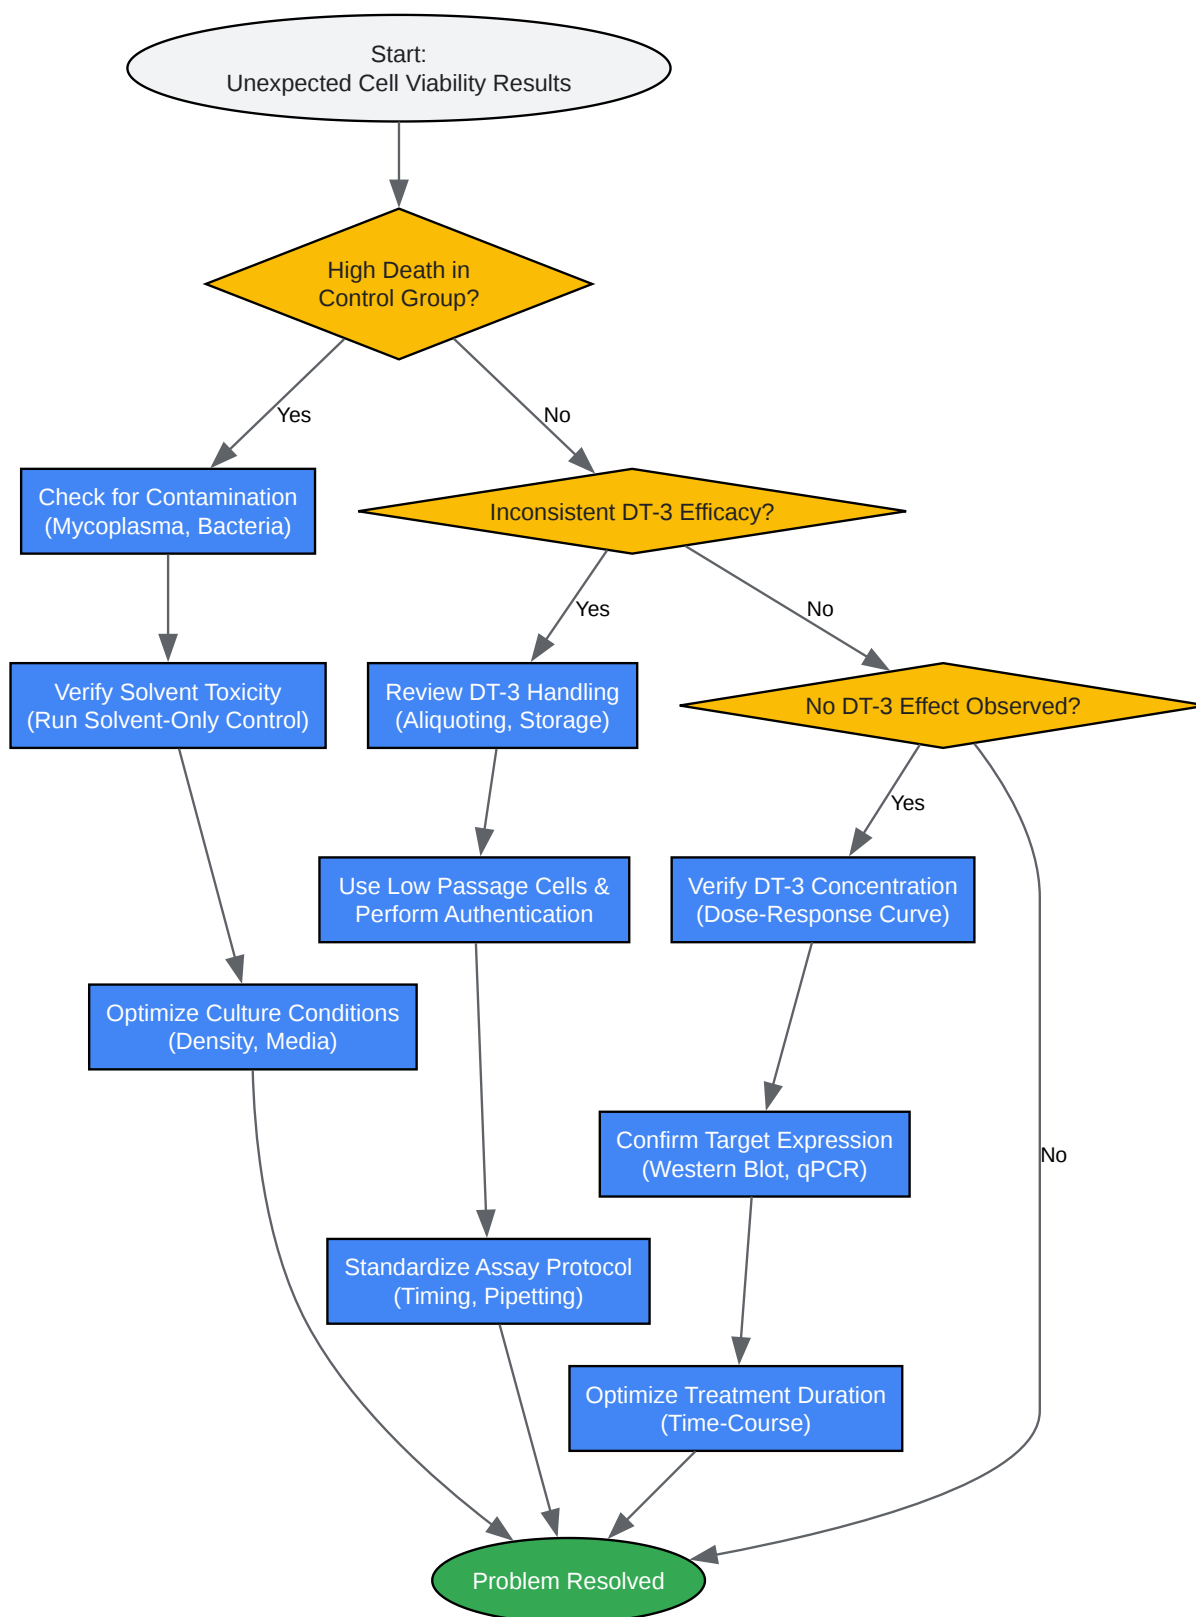 Start:
Unexpected Cell Viability Results
High Death in
Control Group?
Yes
No
Check for Contamination
(Mycoplasma, Bacteria)
Inconsistent DT-3 Efficacy?
Yes
No
Verify Solvent Toxicity
(Run Solvent-Only Control)
Review DT-3 Handling
(Aliquoting, Storage)
No DT-3 Effect Observed?
Yes
Use Low Passage Cells &
Perform Authentication
Verify DT-3 Concentration
(Dose-Response Curve)
Optimize Culture Conditions
(Density, Media)
Confirm Target Expression
(Western Blot, qPCR)
No
Standardize Assay Protocol
(Timing, Pipetting)
Optimize Treatment Duration
(Time-Course)
Problem Resolved